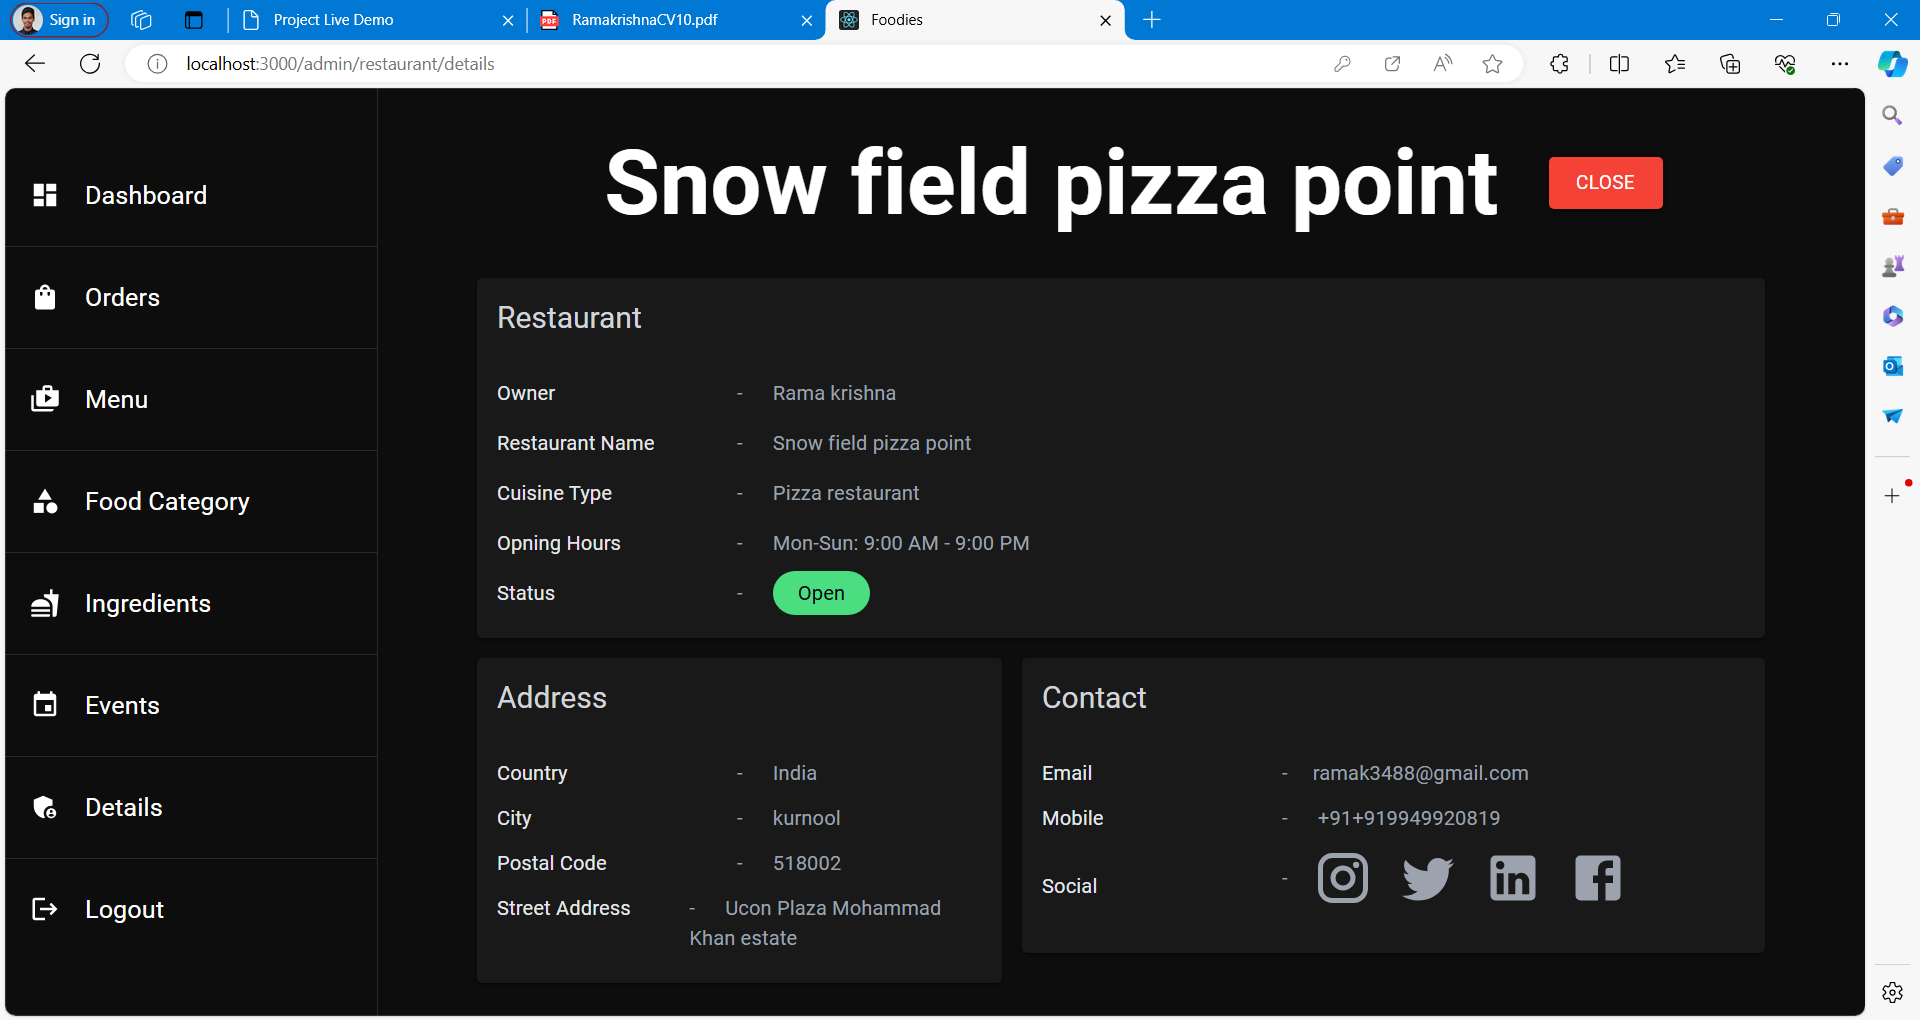 Sign in
Project Live Demo
RamakrishnaCV10.pdf
Foodies
localhost:3000/admin/restaurant/details
Dashboard
Orders
Menu
Food Category
Ingredients
Events
Details
Logout
Snow field pizza point
CLOSE
Restaurant
Owner - Rama krishna
Restaurant Name - Snow field pizza point
Cuisine Type - Pizza restaurant
Opning Hours - Mon-Sun: 9:00 AM - 9:00 PM
Status - Open
Address
Country - India
City - kurnool
Postal Code - 518002
Street Address - Ucon Plaza Mohammad
Khan estate
Contact
Email - ramak3488@gmail.com
Mobile - +91+919949920819
Social -